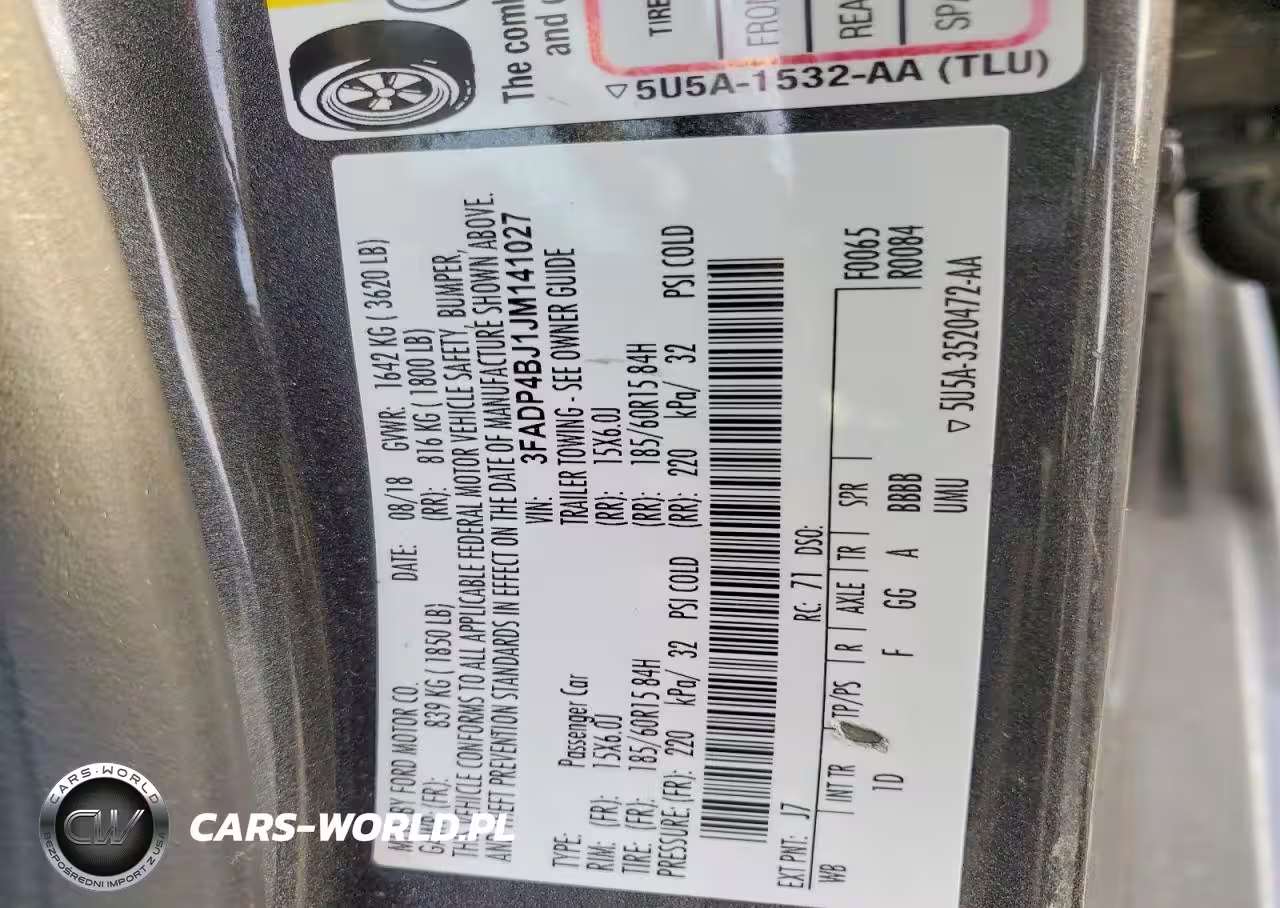 The comb
and
TIRE
FRON
REA
SPA
5U5A-1532-AA (TLU)
BY FORD MOTOR CO. DATE: 08/18 GVWR: 1642 KG ( 3620 LB)
(FR): 839 KG ( 1850 LB) (RR): 816 KG ( 1800 LB)
VEHICLE CONFORMS TO ALL APPLICABLE FEDERAL MOTOR VEHICLE SAFETY, BUMPER,
THEFT PREVENTION STANDARDS IN EFFECT ON THE DATE OF MANUFACTURE SHOWN ABOVE.
VIN: 3FADP4BJ1JM141027
TYPE: Passenger Car TRAILER TOWING - SEE OWNER GUIDE
RIM: (FR): 15X6.0J (RR): 15X6.0J
TIRE: (FR): 185/60R15 84H (RR): 185/60R15 84H
PRESSURE: (FR): 220 kPa/ 32 PSI COLD (RR): 220 kPa/ 32 PSI COLD
EXT PNT: J7 RC: 71 DSO:
WB INT TR TP/PS R AXLE TR SPR F0065
1D F GG A BBBB R0084
UMU 5U5A-3520472-AA
CARS-WORLD
CW
BEZPOŚREDNI IMPORT Z USA
CARS-WORLD.PL